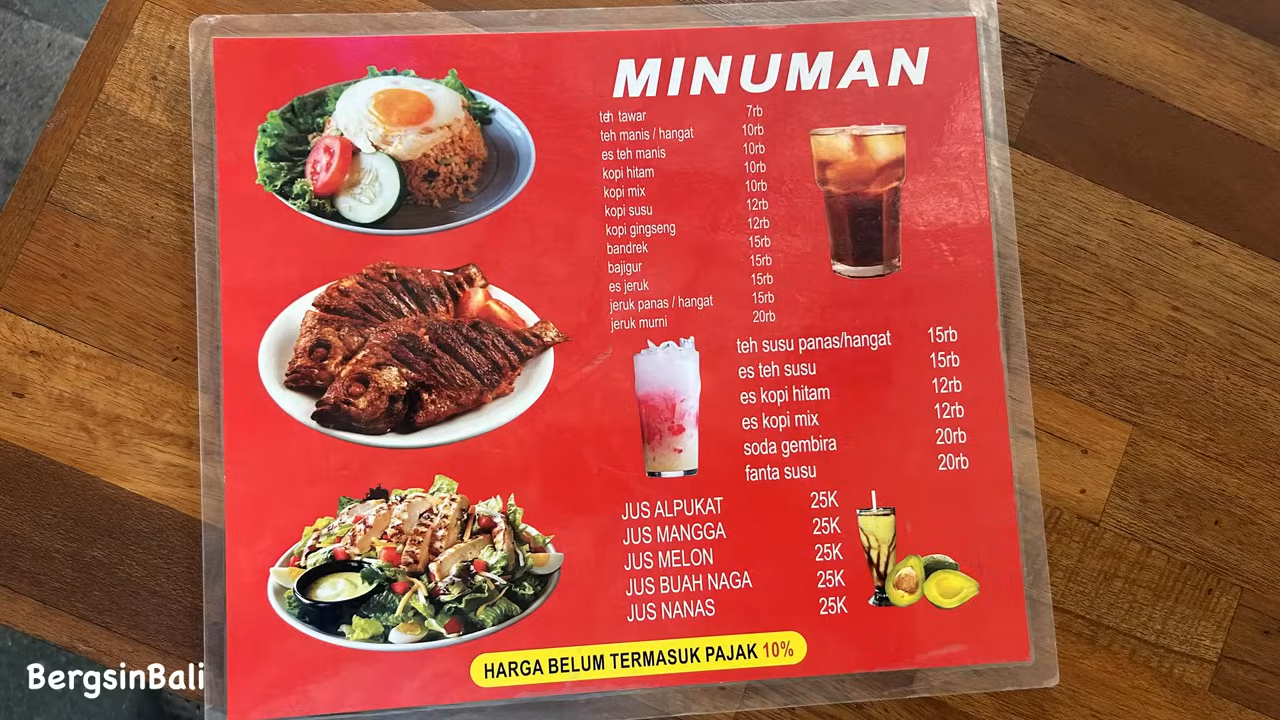 MINUMAN
teh tawar 7rb
teh manis / hangat 10rb
es teh manis 10rb
kopi hitam 10rb
kopi mix 10rb
kopi susu 12rb
kopi gingseng 12rb
bandrek 15rb
bajigur 15rb
es jeruk 15rb
jeruk panas / hangat 15rb
jeruk murni 20rb
teh susu panas/hangat 15rb
es teh susu 15rb
es kopi hitam 12rb
es kopi mix 12rb
soda gembira 20rb
fanta susu 20rb
JUS ALPUKAT 25K
JUS MANGGA 25K
JUS MELON 25K
JUS BUAH NAGA 25K
JUS NANAS 25K
HARGA BELUM TERMASUK PAJAK 10%
BergsinBali